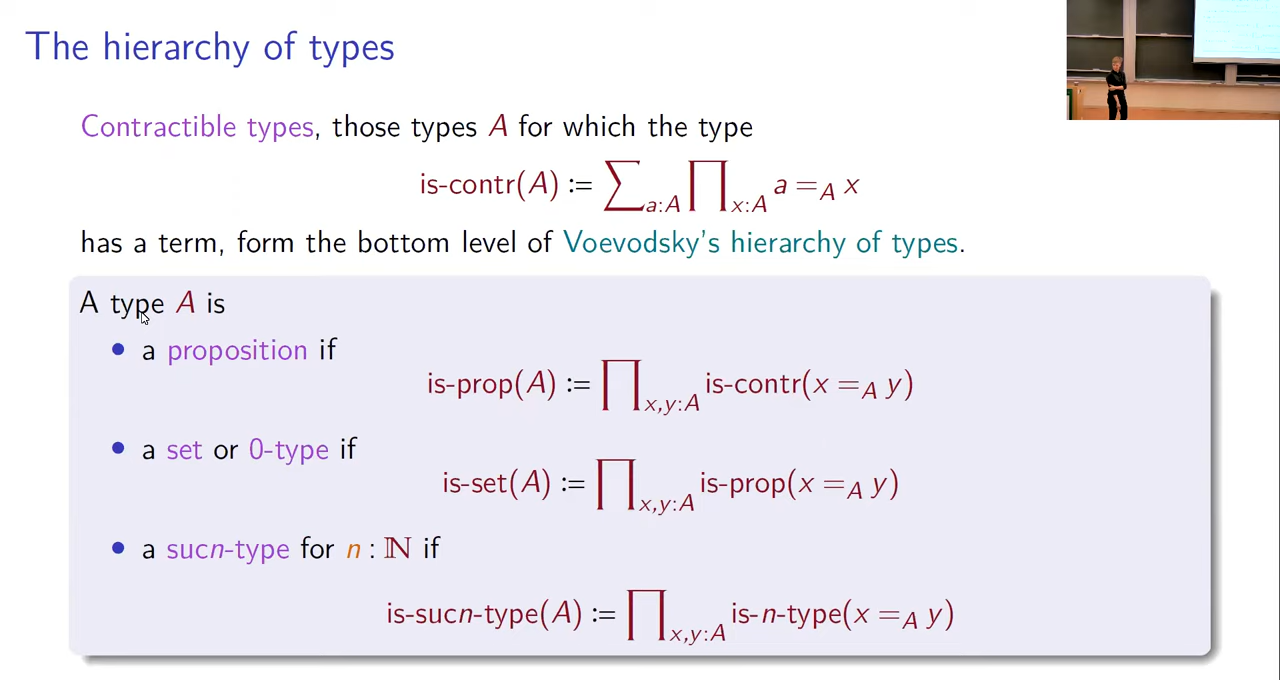 The hierarchy of types
Contractible types, those types A for which the type
is-contr(A) := ∑a:A ∏x:A a =A x
has a term, form the bottom level of Voevodsky's hierarchy of types.
A type A is
• a proposition if
is-prop(A) := ∏x,y:A is-contr(x =A y)
• a set or 0-type if
is-set(A) := ∏x,y:A is-prop(x =A y)
• a sucn-type for n : ℕ if
is-sucn-type(A) := ∏x,y:A is-n-type(x =A y)